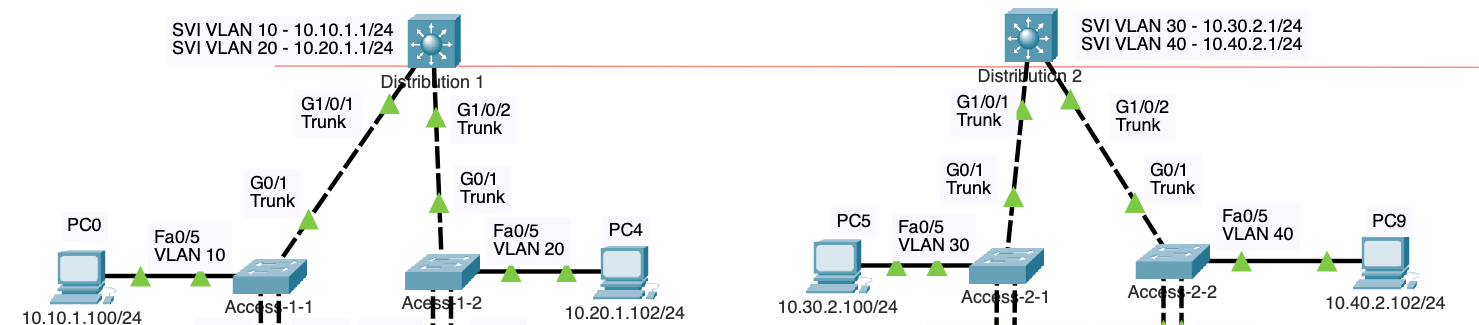 SVI VLAN 10 - 10.10.1.1/24
SVI VLAN 20 - 10.20.1.1/24
Distribution 1
G1/0/1
Trunk
G1/0/2
Trunk
G0/1
Trunk
G0/1
Trunk
PC0
Fa0/5
VLAN 10
Access-1-1
10.10.1.100/24
Fa0/5
VLAN 20
PC4
Access-1-2
10.20.1.102/24
SVI VLAN 30 - 10.30.2.1/24
SVI VLAN 40 - 10.40.2.1/24
Distribution 2
G1/0/1
Trunk
G1/0/2
Trunk
G0/1
Trunk
G0/1
Trunk
PC5
Fa0/5
VLAN 30
Access-2-1
10.30.2.100/24
Fa0/5
VLAN 40
PC9
Access-2-2
10.40.2.102/24